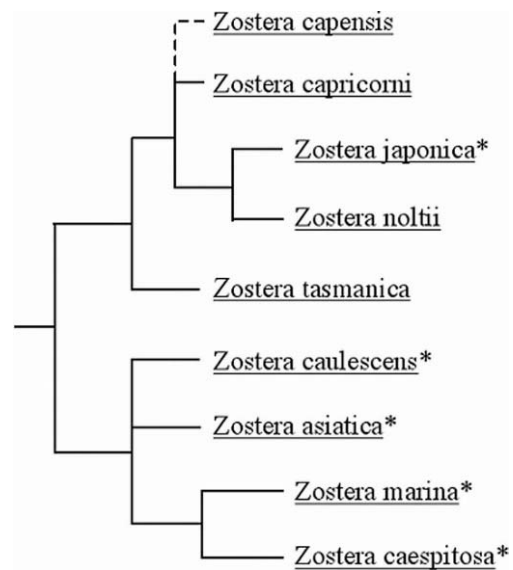 Zostera capensis
Zostera capricorni
Zostera japonica*
Zostera noltii
Zostera tasmanica
Zostera caulescens*
Zostera asiatica*
Zostera marina*
Zostera caespitosa*